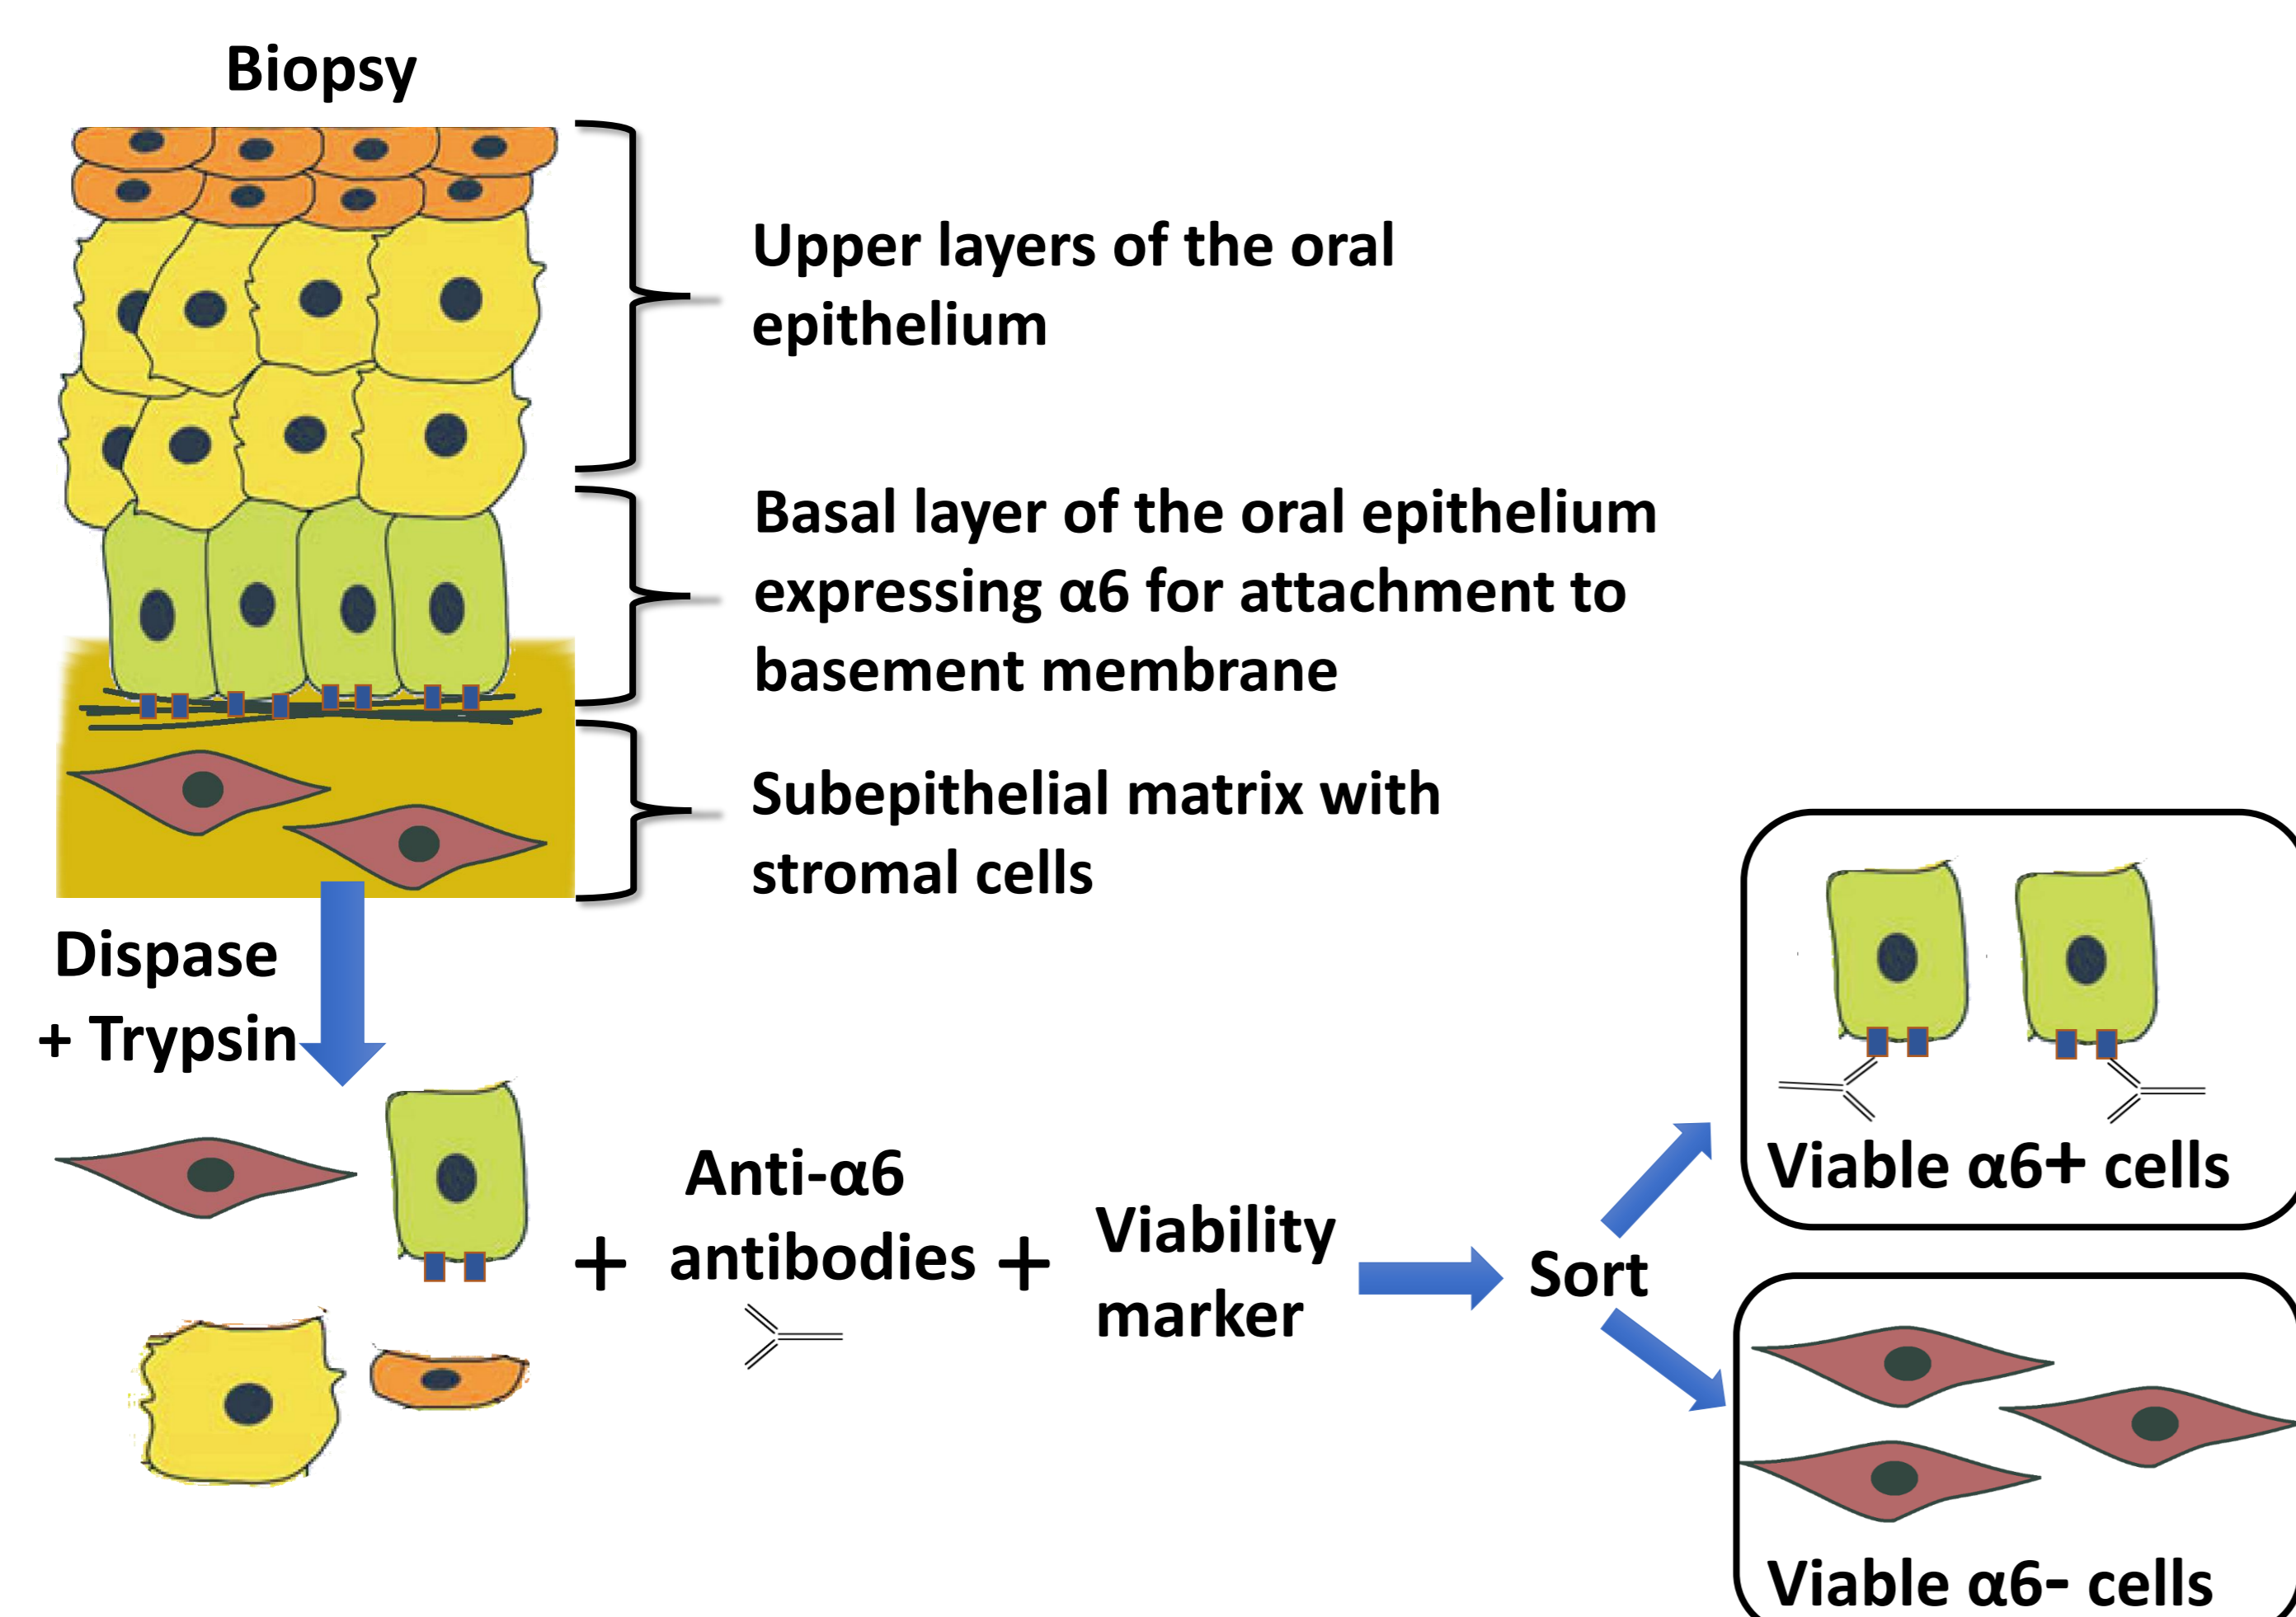 Biopsy
Upper layers of the oral
epithelium
Basal layer of the oral epithelium
expressing α6 for attachment to
basement membrane
Subepithelial matrix with
stromal cells
Dispase
+ Trypsin
+
Anti-α6
antibodies
+
Viability
marker
Sort
Viable α6+ cells
Viable α6- cells